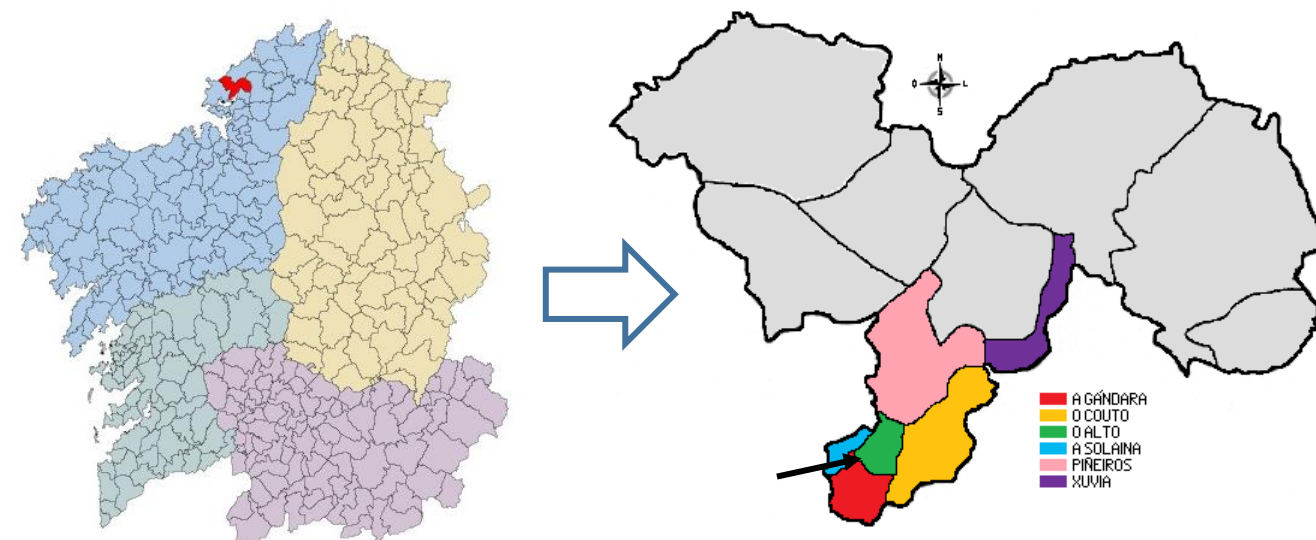 N
O L
S
A GÁNDARA
O COUTO
O ALTO
A SOLAINA
PIÑEIROS
XUVIA